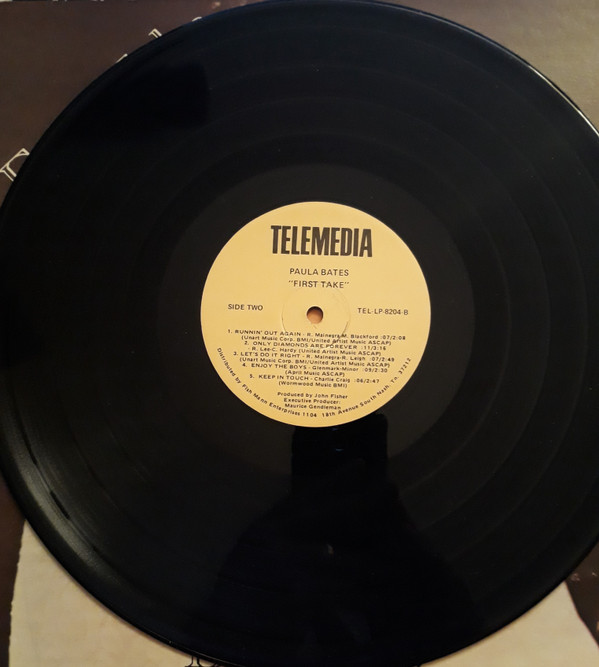 TELEMEDIA
PAULA BATES
"FIRST TAKE"
SIDE TWO
TEL-LP-8204-B
1. RUNNIN' OUT AGAIN - R. Mainegra-M. Blackford :07/2:08
(Unart Music Corp. BMI/United Artist Music ASCAP)
2. ONLY DIAMONDS ARE FOREVER :11/3:16
- R. Lee-C. Hardy (United Artist Music ASCAP)
3. LET'S DO IT RIGHT - R. Mainegra-R. Leigh :07/2:49
(Unart Music Corp. BMI/United Artist Music ASCAP)
4. ENJOY THE BOYS - Glenmark-Minor :09/2:30
(April Music ASCAP)
5. KEEP IN TOUCH - Charlie Craig :06/2:47
(Wormwood Music BMI)
Produced by John Fisher
Executive Producer:
Maurice Gendleman
Distributed by Fish Mann Enterprises 1104 18th Avenue South Nash, Tn. 37212